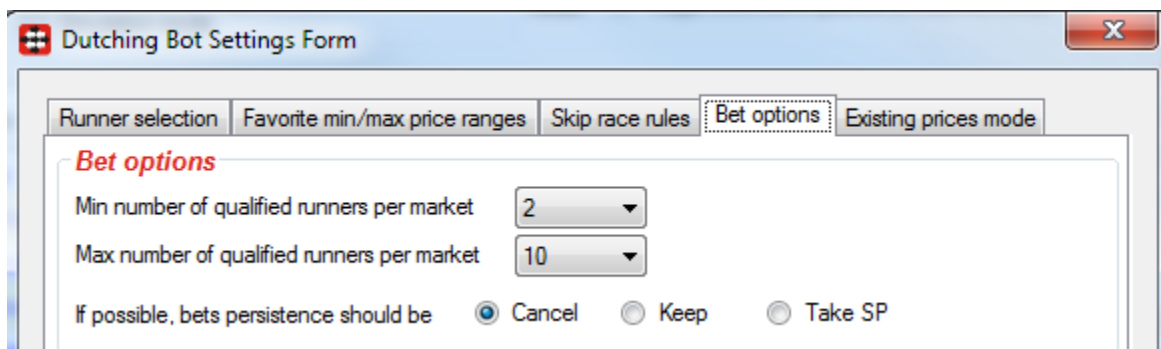 Dutching Bot Settings Form
Runner selection Favorite min/max price ranges Skip race rules Bet options Existing prices mode
Bet options
Min number of qualified runners per market 2
Max number of qualified runners per market 10
If possible, bets persistence should be Cancel Keep Take SP